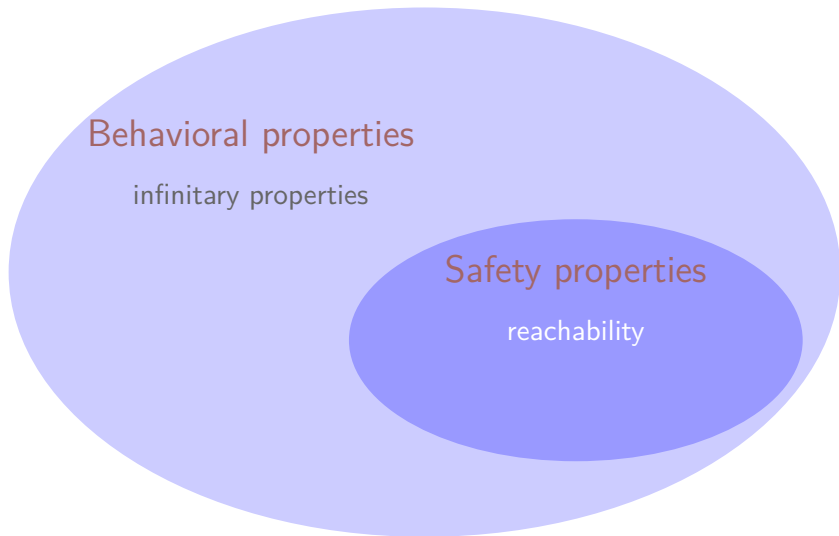 Behavioral properties
infinitary properties
Safety properties
reachability